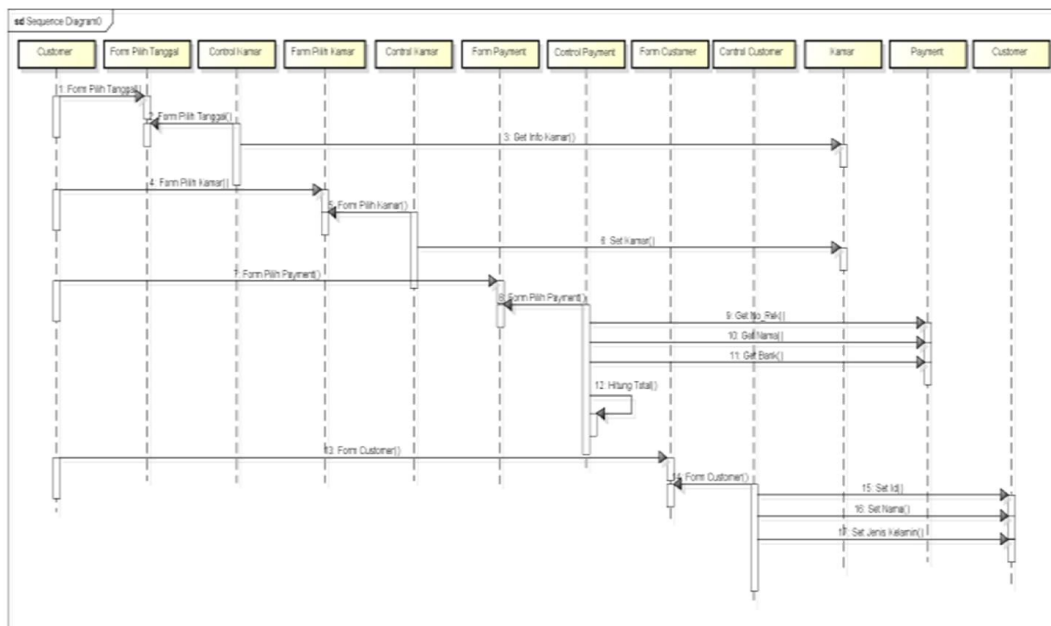 sd Sequence Diagram0
Customer
Form Pilih Tanggal
Control Kamar
Form Pilih Kamar
Control Kamar
Form Payment
Control Payment
Form Customer
Control Customer
Kamar
Payment
Customer
1: Form Pilih Tanggal()
2: Form Pilih Tanggal()
3: Get Info Kamar()
4: Form Pilih Kamar()
5: Form Pilih Kamar()
6: Set Kamar()
7: Form Pilih Payment()
8: Form Pilih Payment()
9: Get No_Rek()
10: Get Nama()
11: Get Bank()
12: Hitung Total()
13: Form Customer()
14: Form Customer()
15: Set Id()
16: Set Nama()
17: Set Jenis Kelamin()